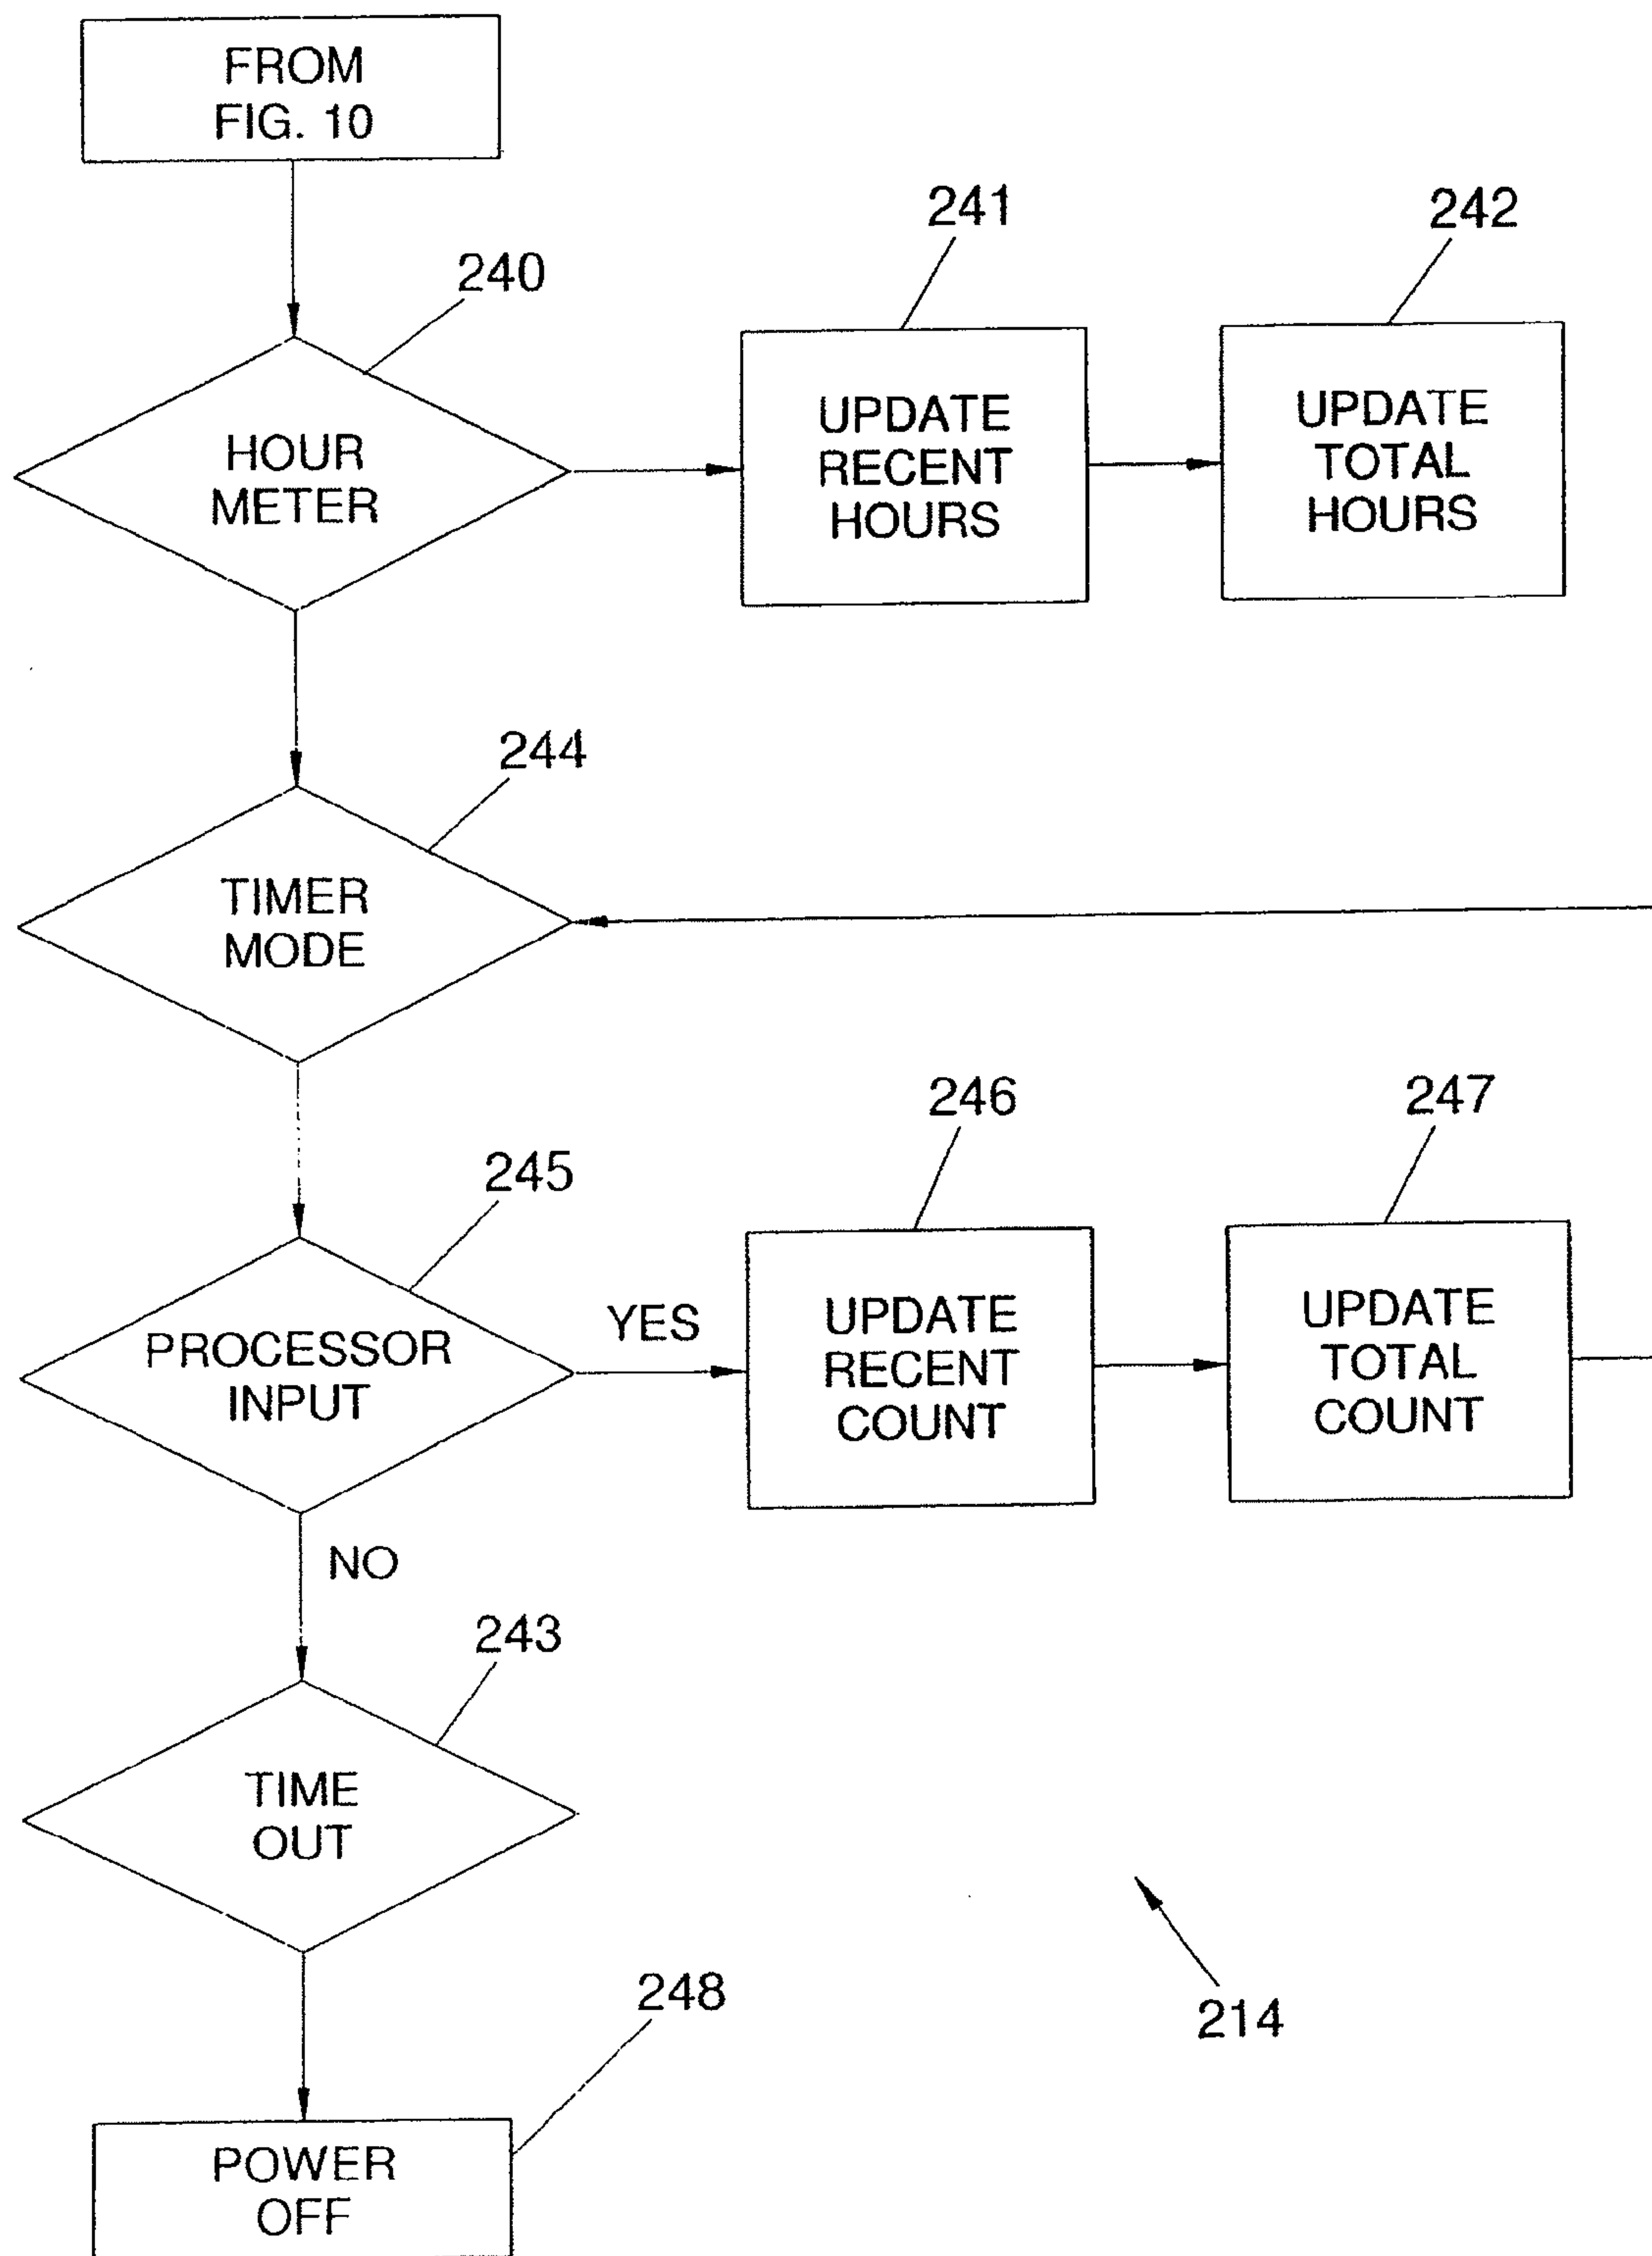 FROM
FIG. 10
240
241
242
HOUR
METER
UPDATE
RECENT
HOURS
UPDATE
TOTAL
HOURS
244
TIMER
MODE
245
246
247
PROCESSOR
INPUT
YES
UPDATE
RECENT
COUNT
UPDATE
TOTAL
COUNT
NO
243
TIME
OUT
214
248
POWER
OFF